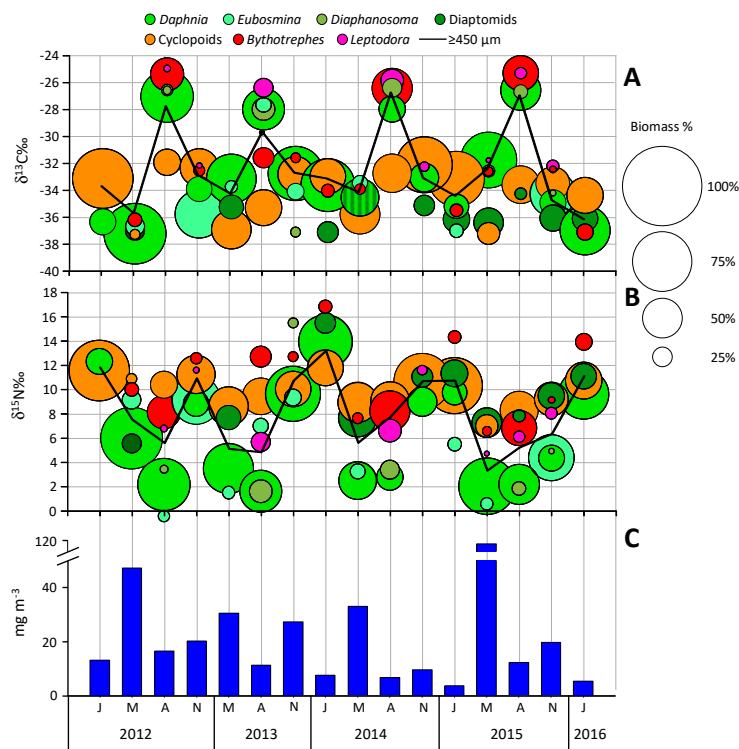 Daphnia Eubosmina Diaphanosoma Diaptomids
Cyclopoids Bythotrephes Leptodora ≥450 µm
A
δ¹³C‰
-24
-26
-28
-30
-32
-34
-36
-38
-40
Biomass %
100%
75%
50%
25%
B
δ¹⁵N‰
18
16
14
12
10
8
6
4
2
0
C
mg m⁻³
120
40
20
0
J M A N M A N J M A N J M A N J
2012 2013 2014 2015 2016